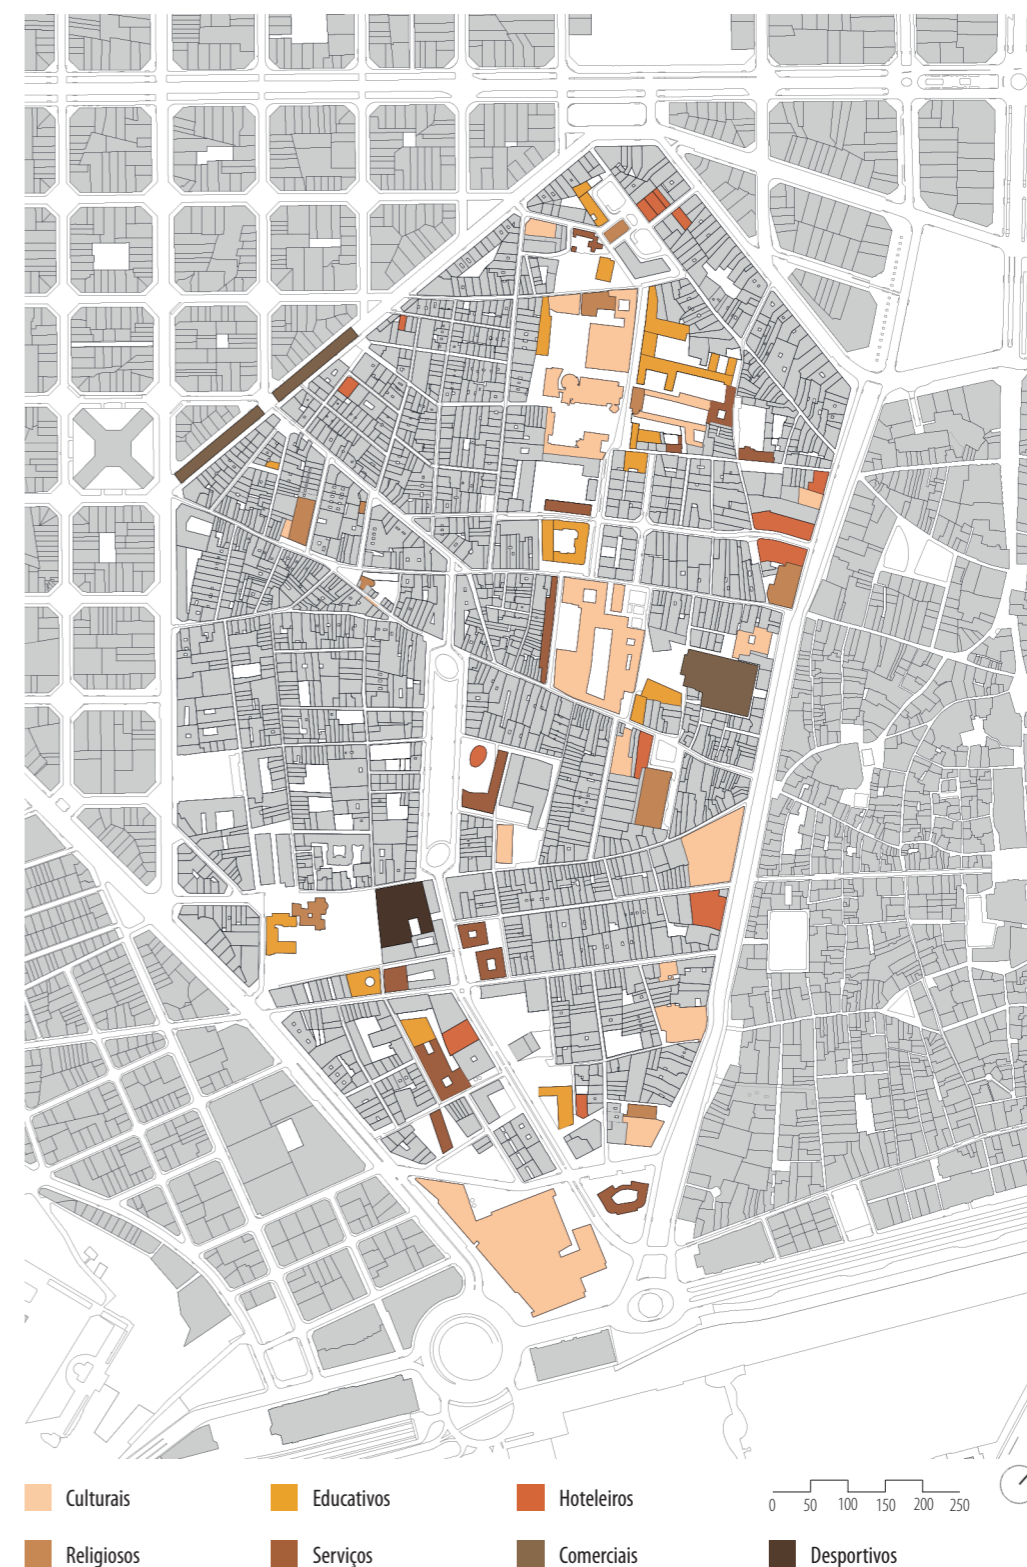 Culturais
Educativos
Hoteleiros
0 50 100 150 200 250
Religiosos
Serviços
Comerciais
Desportivos